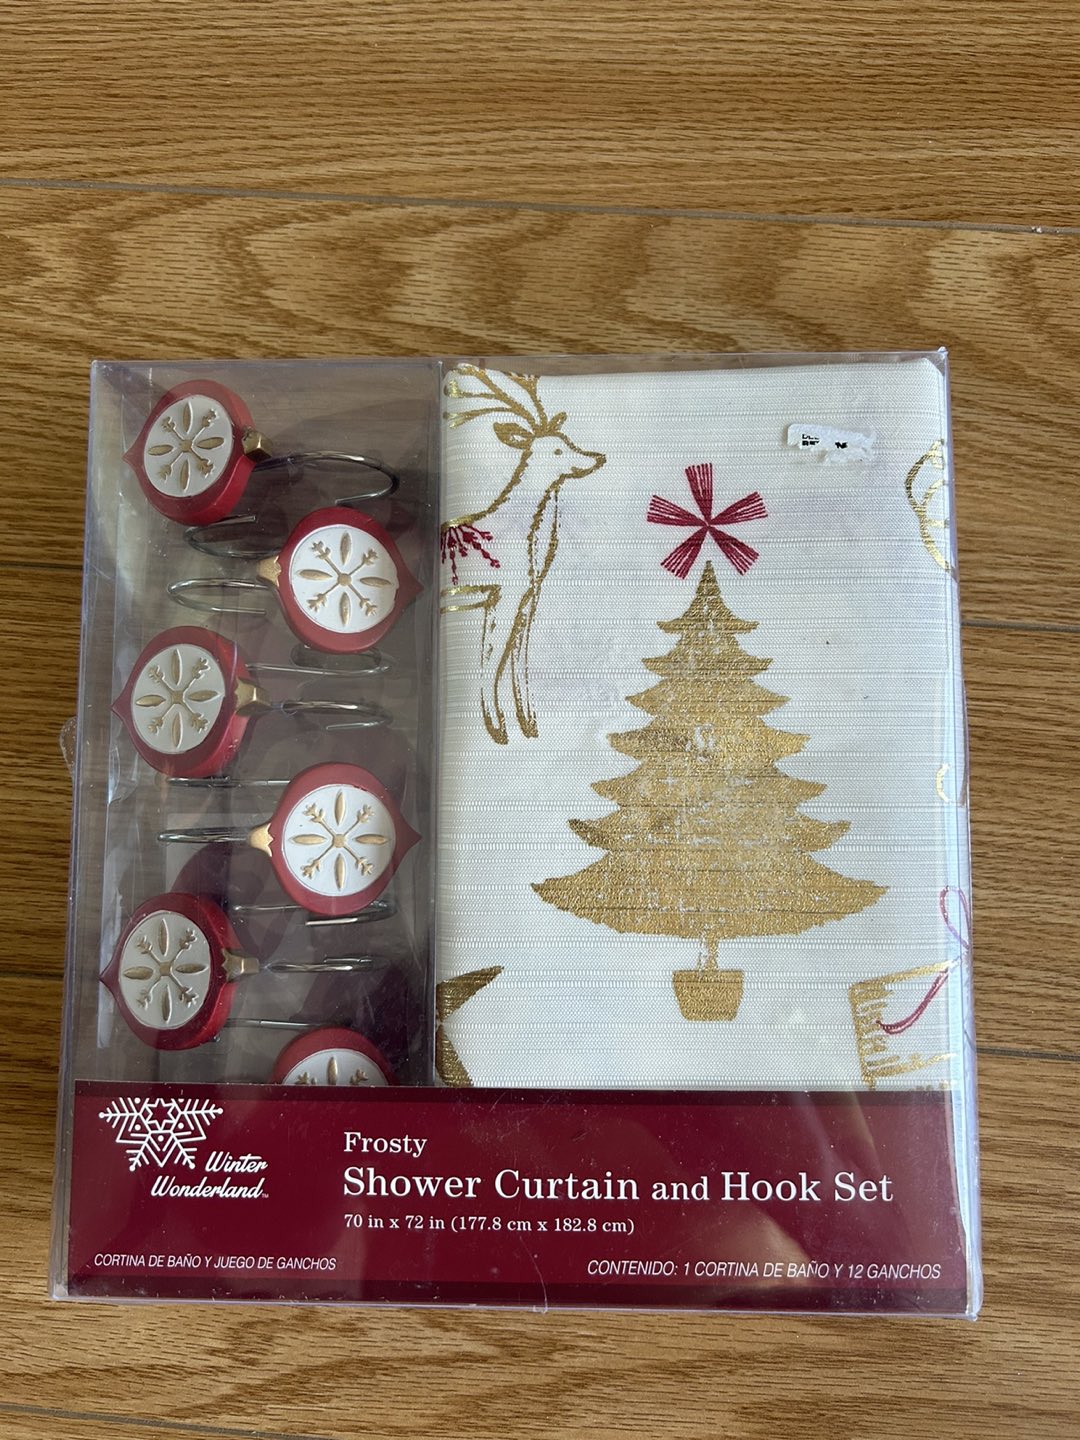 Winter
Wonderland™
Frosty
Shower Curtain and Hook Set
70 in x 72 in (177.8 cm x 182.8 cm)
CORTINA DE BAÑO Y JUEGO DE GANCHOS
CONTENIDO: 1 CORTINA DE BAÑO Y 12 GANCHOS